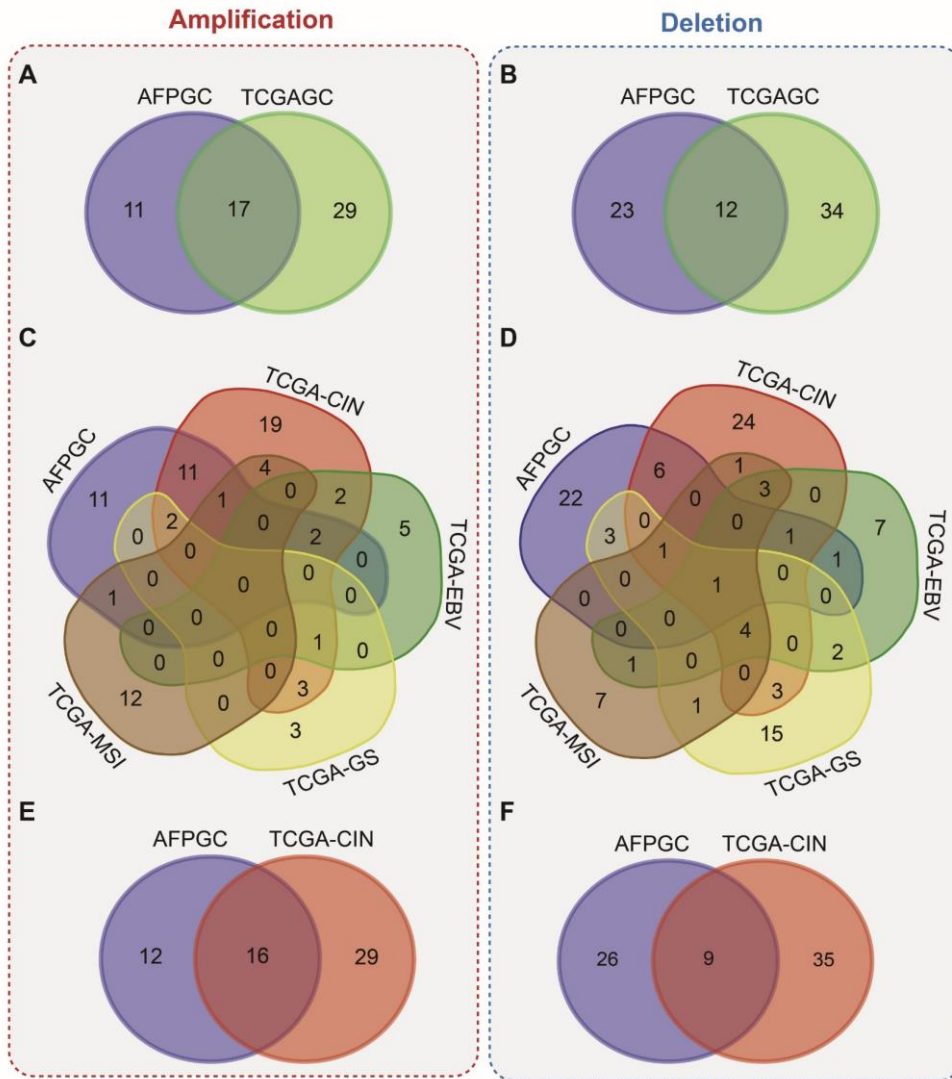 Amplification
Deletion
A
AFPGC TCGAGC
11 17 29
B
AFPGC TCGAGC
23 12 34
C
TCGA-CIN
AFPGC
TCGA-EBV
TCGA-MSI
TCGA-GS
19
4
11 1 0 2
11 2 0 2 5
0 0 0 0
0 0 0
1 0
0 0 1 0
0 0 0
12 0 3
3
D
TCGA-CIN
AFPGC
TCGA-EBV
TCGA-MSI
TCGA-GS
24
1
6 0 3 0
22 0 0 1 7
3 1 0 1
0 1 0
0 0
0 4 0 2
1 0 0
7 1 3
15
E
AFPGC TCGA-CIN
12 16 29
F
AFPGC TCGA-CIN
26 9 35